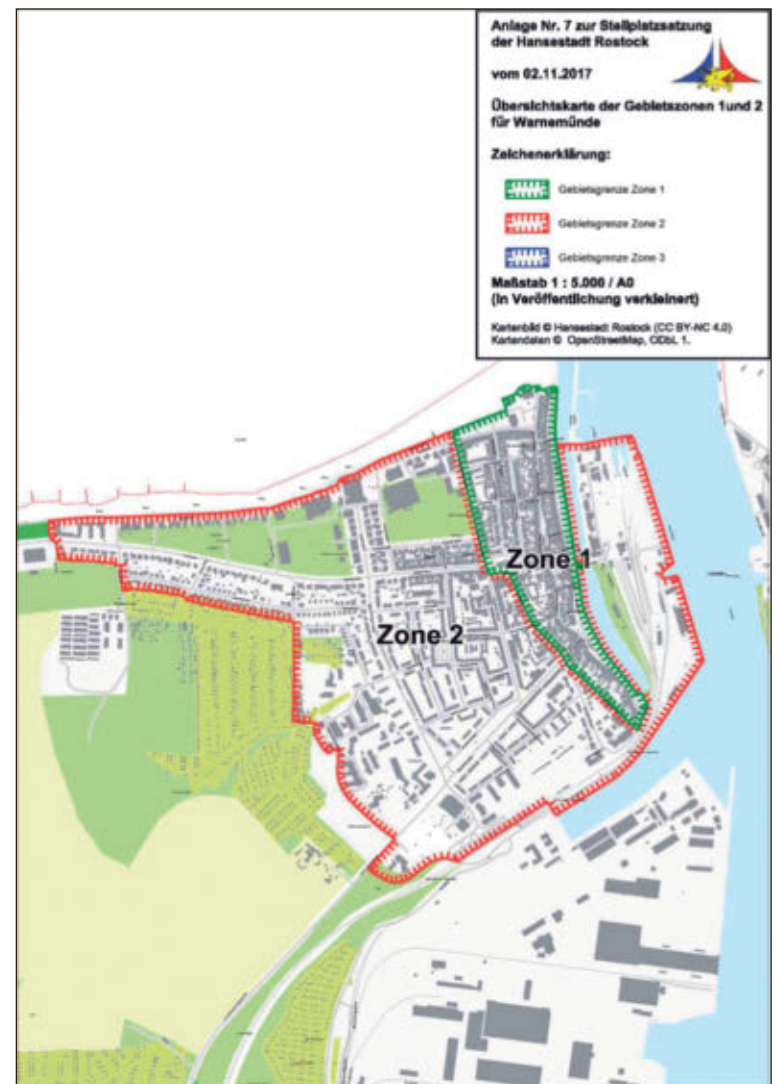 Anlage Nr. 7 zur Stellplatzsatzung
der Hansestadt Rostock
vom 02.11.2017
Übersichtskarte der Gebietszonen 1und 2
für Warnemünde
Zeichenerklärung:
Gebietsgrenze Zone 1
Gebietsgrenze Zone 2
Gebietsgrenze Zone 3
Maßstab 1 : 5.000 / A0
(in Veröffentlichung verkleinert)
Kartenbild © Hansestadt Rostock (CC BY-NC 4.0)
Kartendaten © OpenStreetMap, ODbL 1.
Zone 1
Zone 2